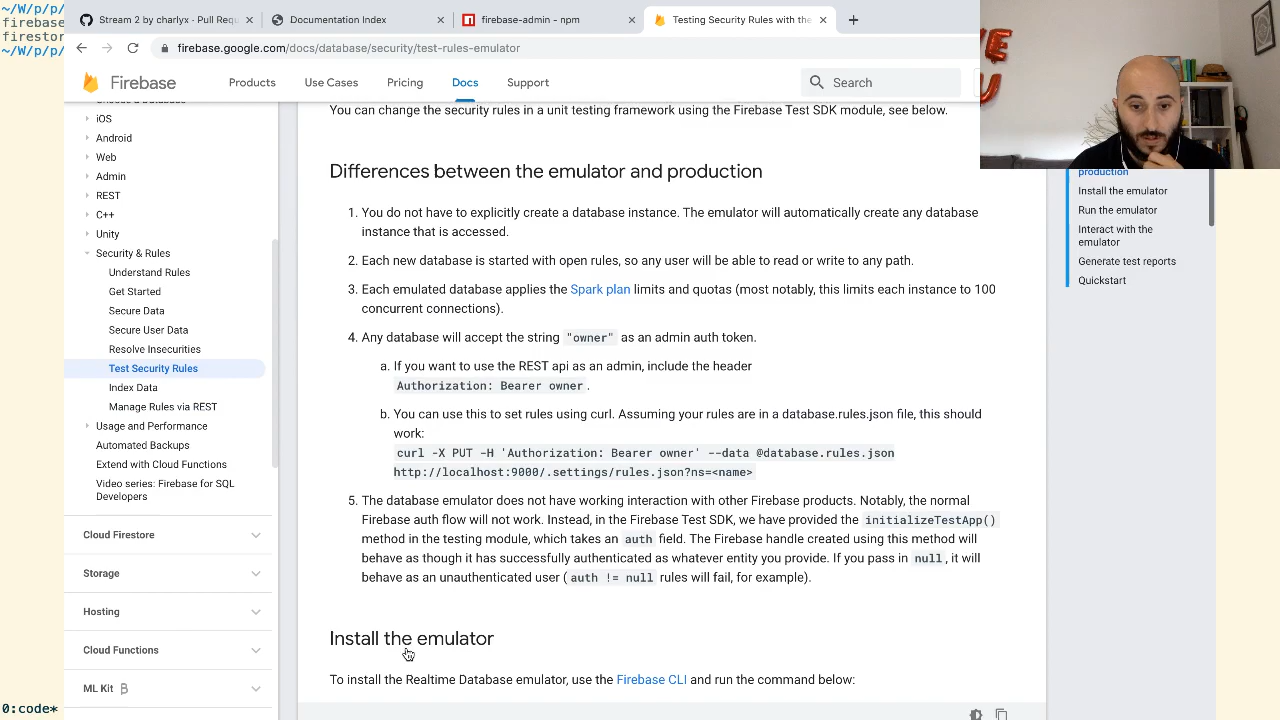 ~/W/p/p/
firebase
firestor
~/W/p/p/
Stream 2 by charlyx - Pull Requ
Documentation Index
firebase-admin - npm
Testing Security Rules with the
firebase.google.com/docs/database/security/test-rules-emulator
Firebase
Products
Use Cases
Pricing
Docs
Support
Search
iOS
Android
Web
Admin
REST
C++
Unity
Security & Rules
Understand Rules
Get Started
Secure Data
Secure User Data
Resolve Insecurities
Test Security Rules
Index Data
Manage Rules via REST
Usage and Performance
Automated Backups
Extend with Cloud Functions
Video series: Firebase for SQL
Developers
Cloud Firestore
Storage
Hosting
Cloud Functions
ML Kit β
You can change the security rules in a unit testing framework using the Firebase Test SDK module, see below.
Differences between the emulator and production
1. You do not have to explicitly create a database instance. The emulator will automatically create any database
instance that is accessed.
2. Each new database is started with open rules, so any user will be able to read or write to any path.
3. Each emulated database applies the Spark plan limits and quotas (most notably, this limits each instance to 100
concurrent connections).
4. Any database will accept the string "owner" as an admin auth token.
a. If you want to use the REST api as an admin, include the header
Authorization: Bearer owner.
b. You can use this to set rules using curl. Assuming your rules are in a database.rules.json file, this should
work:
curl -X PUT -H 'Authorization: Bearer owner' --data @database.rules.json
http://localhost:9000/.settings/rules.json?ns=<name>
5. The database emulator does not have working interaction with other Firebase products. Notably, the normal
Firebase auth flow will not work. Instead, in the Firebase Test SDK, we have provided the initializeTestApp()
method in the testing module, which takes an auth field. The Firebase handle created using this method will
behave as though it has successfully authenticated as whatever entity you provide. If you pass in null, it will
behave as an unauthenticated user (auth != null rules will fail, for example).
Install the emulator
To install the Realtime Database emulator, use the Firebase CLI and run the command below:
production
Install the emulator
Run the emulator
Interact with the
emulator
Generate test reports
Quickstart
0:code*